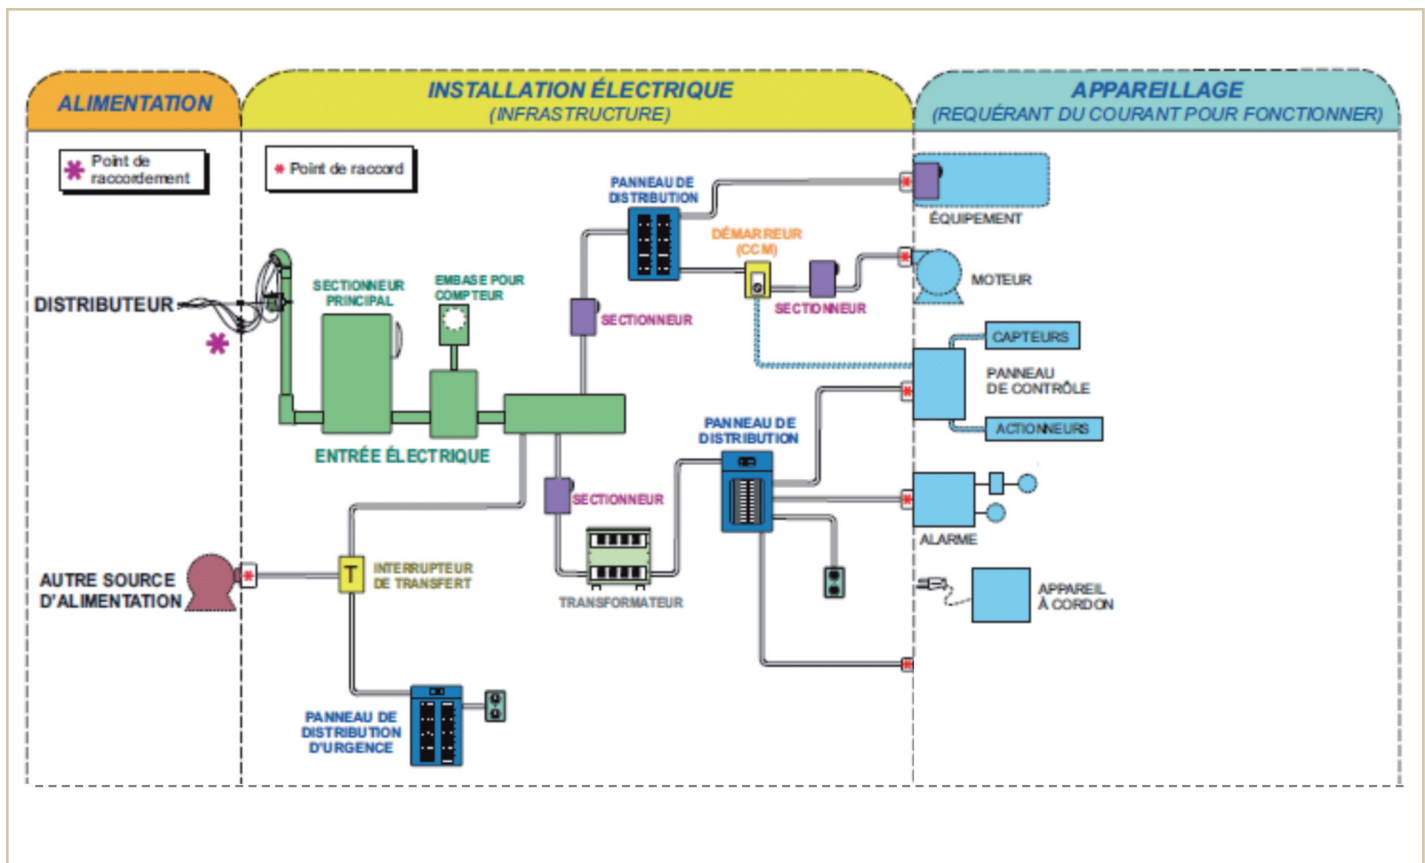 ALIMENTATION
INSTALLATION ÉLECTRIQUE
(INFRASTRUCTURE)
APPAREILLAGE
(REQUÉRANT DU COURANT POUR FONCTIONNER)
Point de
raccordement
Point de raccord
PANNEAU DE
DISTRIBUTION
ÉQUIPEMENT
DÉMARREUR
(CCM)
SECTIONNEUR
PRINCIPAL
EMBASE POUR
COMPTEUR
MOTEUR
DISTRIBUTEUR
SECTIONNEUR
SECTIONNEUR
CAPTEURS
PANNEAU
DE CONTRÔLE
ACTIONNEURS
PANNEAU DE
DISTRIBUTION
ENTRÉE ÉLECTRIQUE
SECTIONNEUR
ALARME
AUTRE SOURCE
D'ALIMENTATION
T
INTERRUPTEUR
DE TRANSFERT
TRANSFORMATEUR
APPAREIL
À CORDON
PANNEAU DE
DISTRIBUTION
D'URGENCE